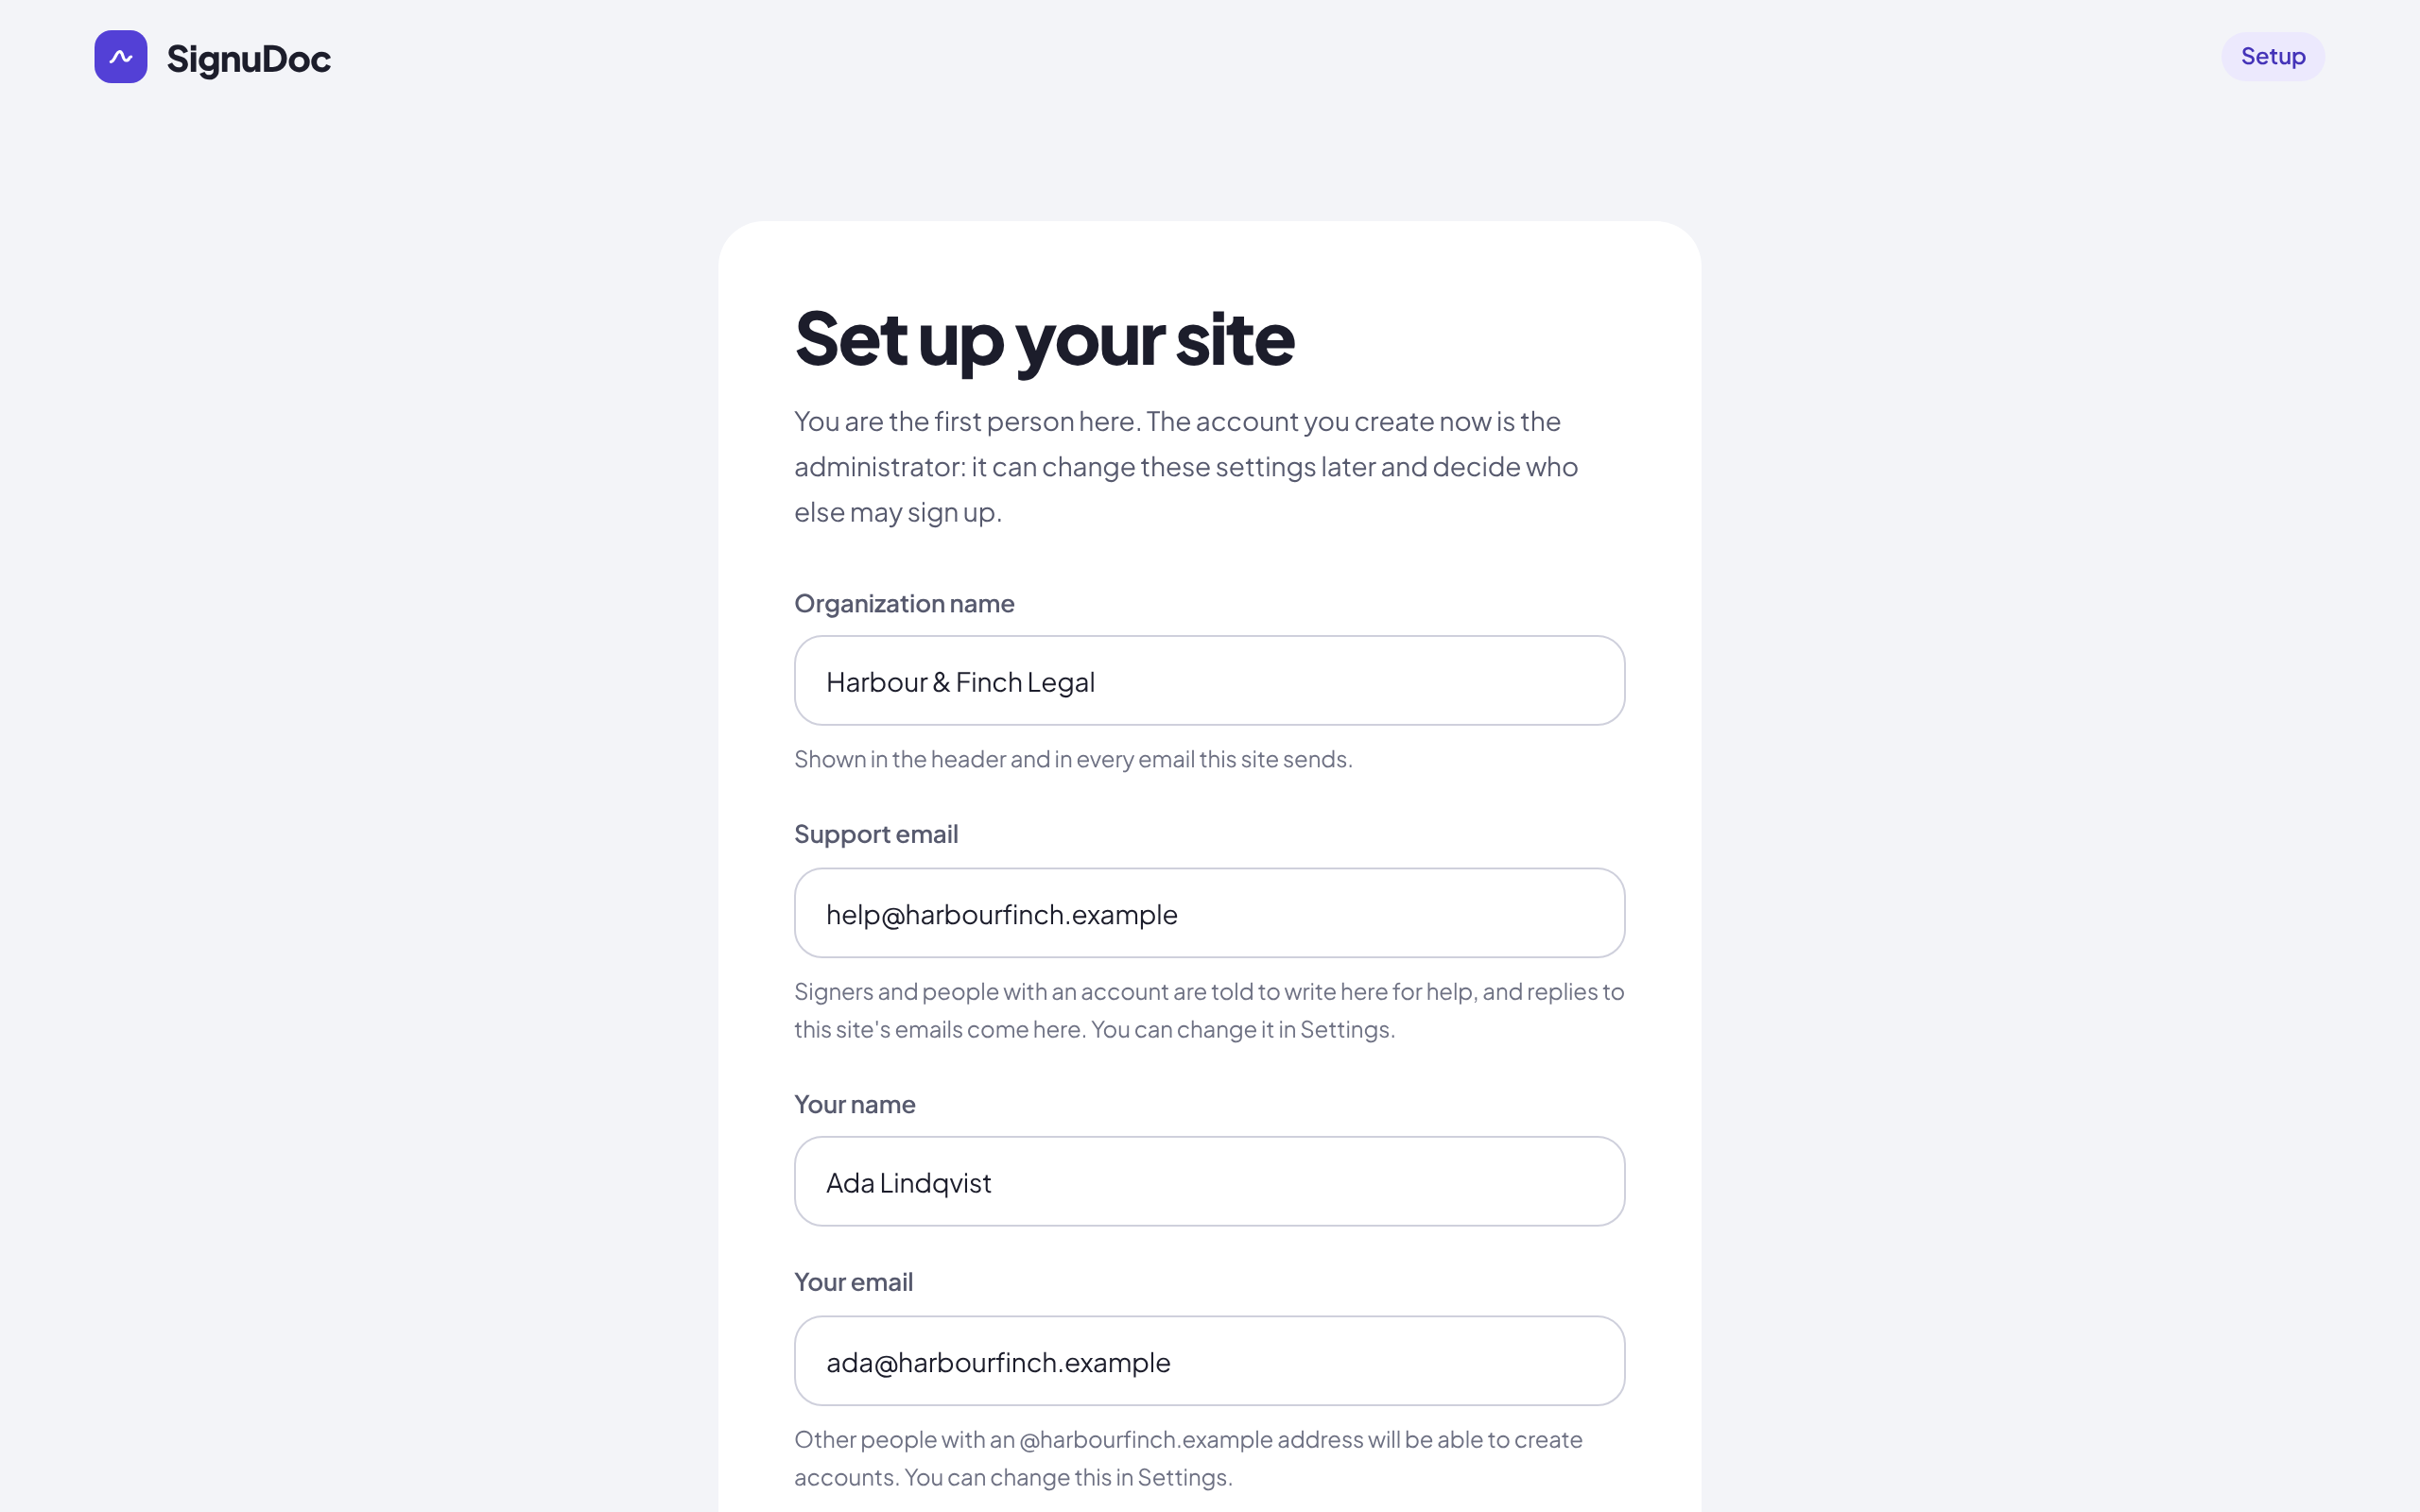 SignuDoc
Setup
Set up your site
You are the first person here. The account you create now is the
administrator: it can change these settings later and decide who
else may sign up.
Organization name
Harbour & Finch Legal
Shown in the header and in every email this site sends.
Support email
help@harbourfinch.example
Signers and people with an account are told to write here for help, and replies to
this site's emails come here. You can change it in Settings.
Your name
Ada Lindqvist
Your email
ada@harbourfinch.example
Other people with an @harbourfinch.example address will be able to create
accounts. You can change this in Settings.